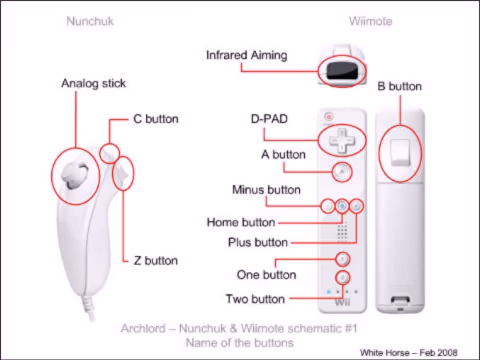 Nunchuk
Wiimote
Infrared Aiming
Analog stick
B button
C button
D-PAD
A button
Minus button
Home button
Plus button
Z button
One button
Two button
Wii
Archlord – Nunchuk & Wiimote schematic #1
Name of the buttons
White Horse – Feb 2008